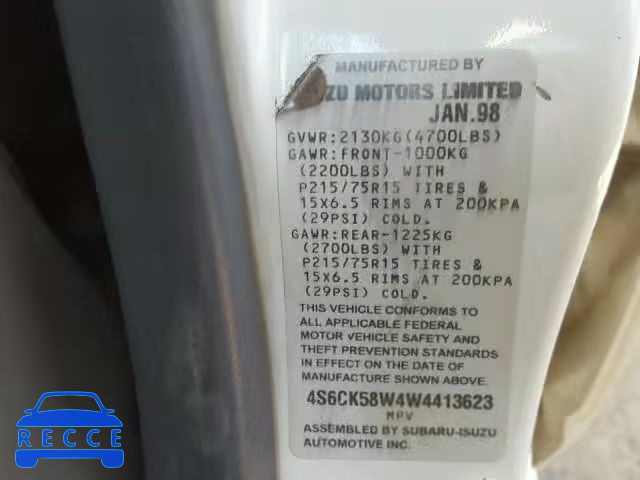 MANUFACTURED BY
ZU MOTORS LIMITED
JAN.98
GVWR:2130KG(4700LBS)
GAWR:FRONT-1000KG
(2200LBS) WITH
P215/75R15 TIRES &
15X6.5 RIMS AT 200KPA
(29PSI) COLD.
GAWR:REAR-1225KG
(2700LBS) WITH
P215/75R15 TIRES &
15X6.5 RIMS AT 200KPA
(29PSI) COLD.
THIS VEHICLE CONFORMS TO
ALL APPLICABLE FEDERAL
MOTOR VEHICLE SAFETY AND
THEFT PREVENTION STANDARDS
IN EFFECT ON THE DATE OF
MANUFACTURE SHOWN ABOVE.
4S6CK58W4W4413623
MPV
ASSEMBLED BY SUBARU-ISUZU
AUTOMOTIVE INC.
RECCE